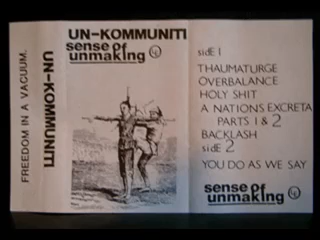 FREEDOM IN A VACUUM.
UN-KOMMUNITI
UN-KOMMUNITI
sense of
unmaking
sidE 1
THAUMATURGE
OVERBALANCE
HOLY SHIT
A NATIONS EXCRETA
PARTS 1 & 2
BACKLASH
sidE 2
YOU DO AS WE SAY
sense of
unmaking